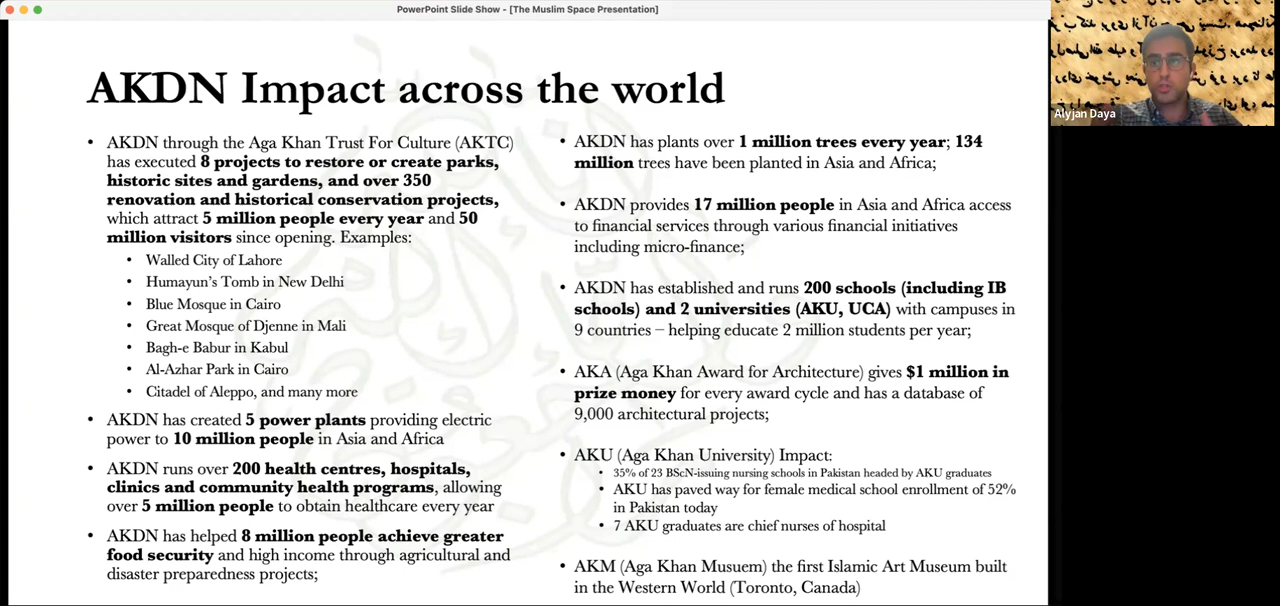 PowerPoint Slide Show - [The Muslim Space Presentation]
AKDN Impact across the world
• AKDN through the Aga Khan Trust For Culture (AKTC)
has executed 8 projects to restore or create parks,
historic sites and gardens, and over 350
renovation and historical conservation projects,
which attract 5 million people every year and 50
million visitors since opening. Examples:
• Walled City of Lahore
• Humayun's Tomb in New Delhi
• Blue Mosque in Cairo
• Great Mosque of Djenne in Mali
• Bagh-e Babur in Kabul
• Al-Azhar Park in Cairo
• Citadel of Aleppo, and many more
• AKDN has created 5 power plants providing electric
power to 10 million people in Asia and Africa
• AKDN runs over 200 health centres, hospitals,
clinics and community health programs, allowing
over 5 million people to obtain healthcare every year
• AKDN has helped 8 million people achieve greater
food security and high income through agricultural and
disaster preparedness projects;
• AKDN has plants over 1 million trees every year; 134
million trees have been planted in Asia and Africa;
• AKDN provides 17 million people in Asia and Africa access
to financial services through various financial initiatives
including micro-finance;
• AKDN has established and runs 200 schools (including IB
schools) and 2 universities (AKU, UCA) with campuses in
9 countries – helping educate 2 million students per year;
• AKA (Aga Khan Award for Architecture) gives $1 million in
prize money for every award cycle and has a database of
9,000 architectural projects;
• AKU (Aga Khan University) Impact:
• 35% of 23 BScN-issuing nursing schools in Pakistan headed by AKU graduates
• AKU has paved way for female medical school enrollment of 52%
in Pakistan today
• 7 AKU graduates are chief nurses of hospital
• AKM (Aga Khan Musuem) the first Islamic Art Museum built
in the Western World (Toronto, Canada)
Alyjan Daya